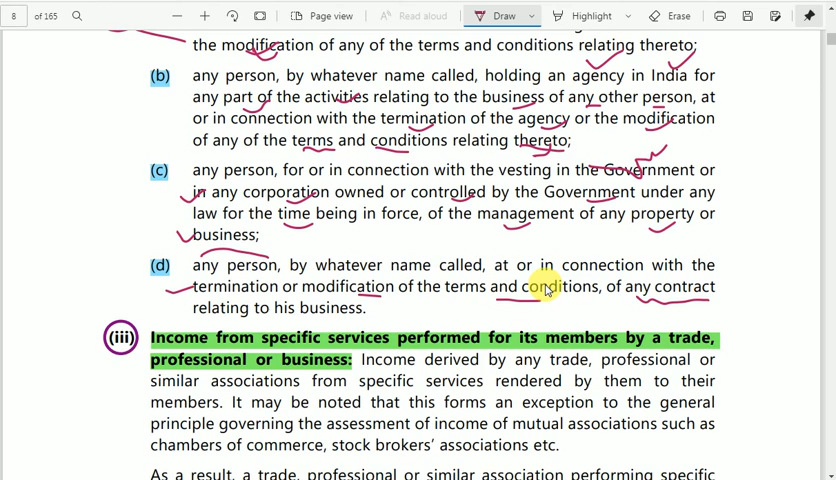 8 of 165 Page view Read aloud Draw Highlight Erase
the modification of any of the terms and conditions relating thereto;
(b) any person, by whatever name called, holding an agency in India for
any part of the activities relating to the business of any other person, at
or in connection with the termination of the agency or the modification
of any of the terms and conditions relating thereto;
(c) any person, for or in connection with the vesting in the Government or
in any corporation owned or controlled by the Government under any
law for the time being in force, of the management of any property or
business;
(d) any person, by whatever name called, at or in connection with the
termination or modification of the terms and conditions, of any contract
relating to his business.
(iii) Income from specific services performed for its members by a trade,
professional or business: Income derived by any trade, professional or
similar associations from specific services rendered by them to their
members. It may be noted that this forms an exception to the general
principle governing the assessment of income of mutual associations such as
chambers of commerce, stock brokers’ associations etc.
As a result, a trade, professional or similar association performing specific